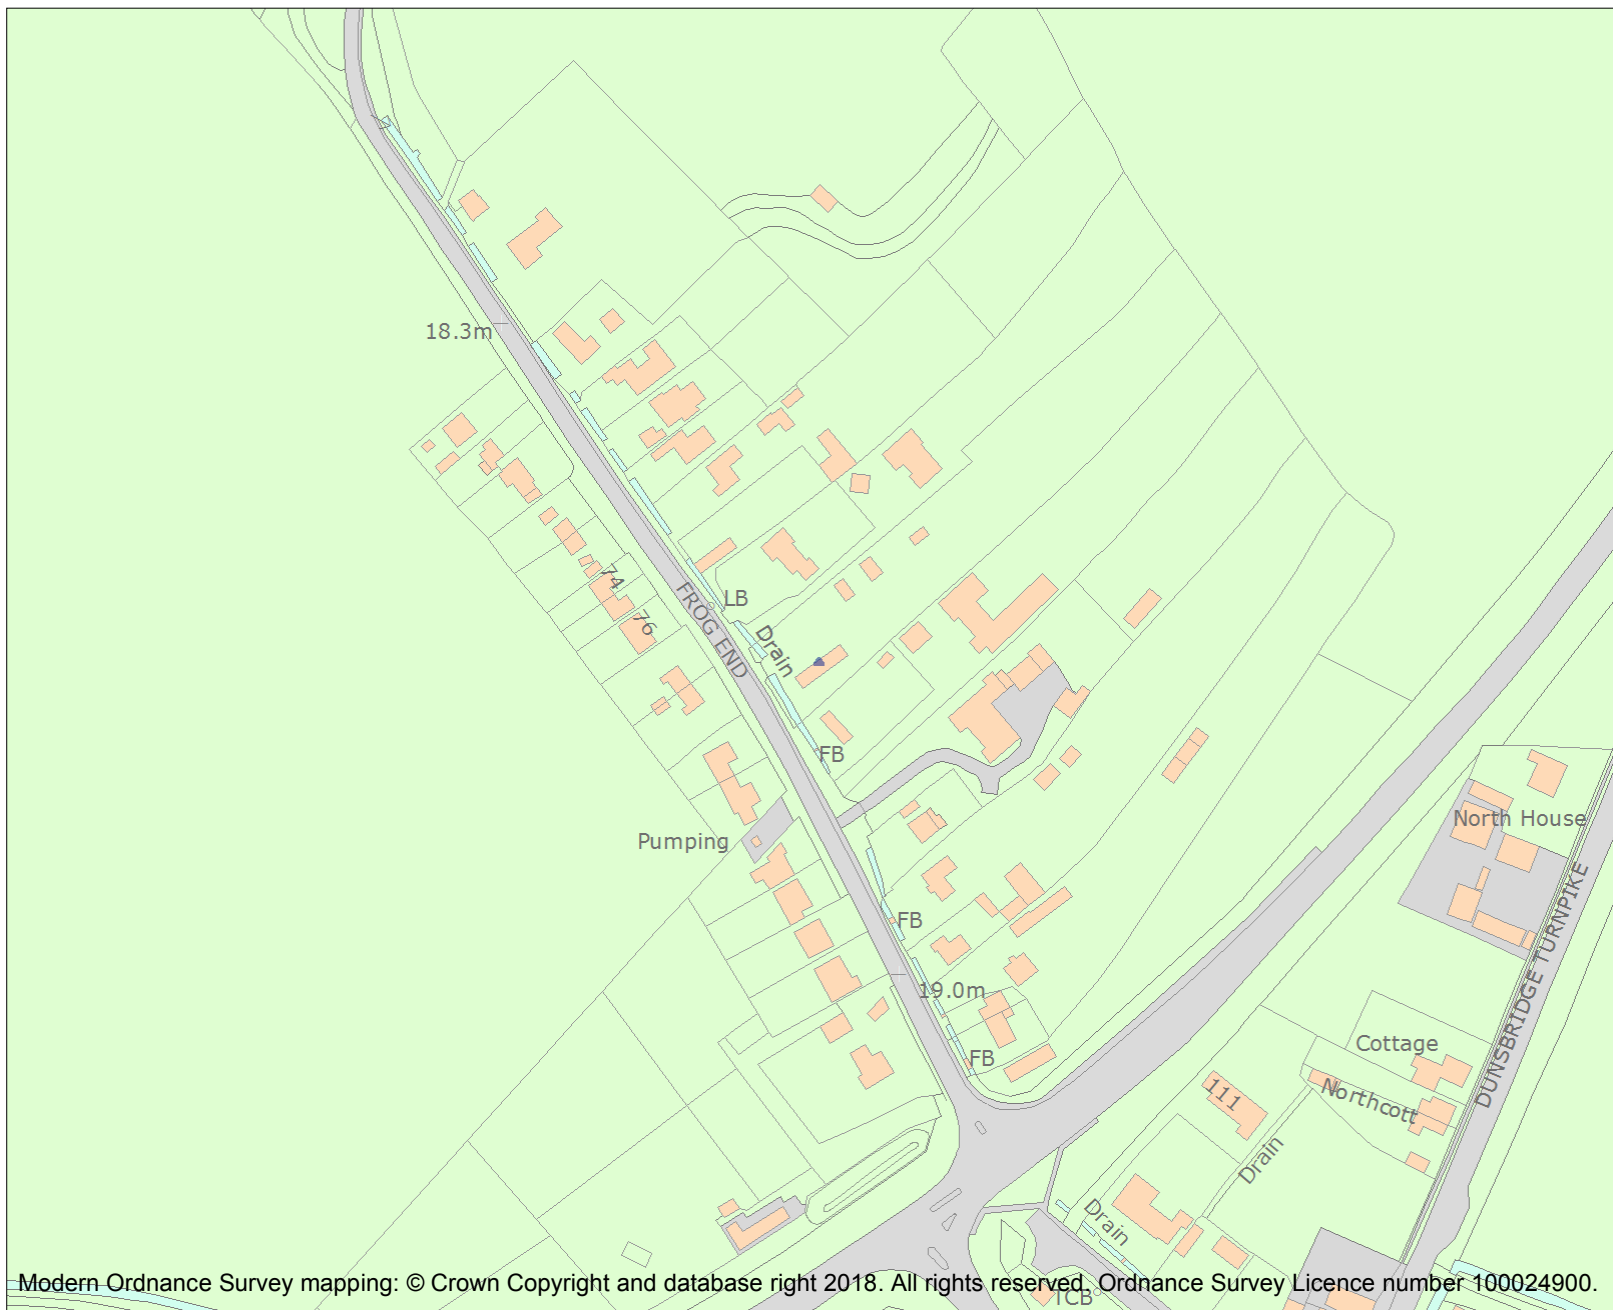 18.3m
74
76
FROG END
LB
Drain
FB
Pumping
North House
DUNSBRIDGE TURNPIKE
FB
19.0m
FB
Cottage
111
Northcott
Drain
Drain
TCB
Modern Ordnance Survey mapping: © Crown Copyright and database right 2018. All rights reserved. Ordnance Survey Licence number 100024900.